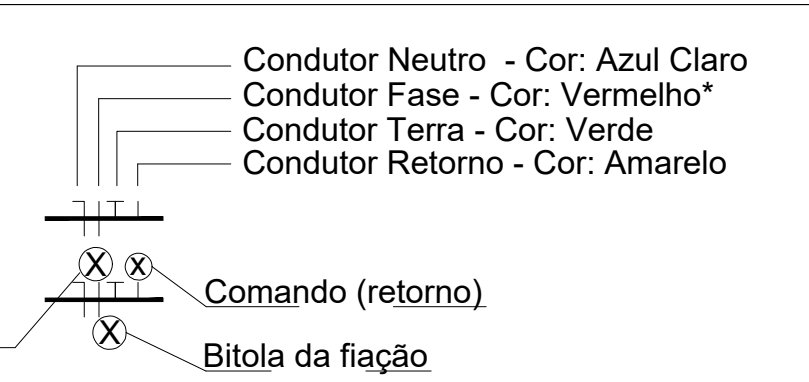 Condutor Neutro - Cor: Azul Claro
Condutor Fase - Cor: Vermelho*
Condutor Terra - Cor: Verde
Condutor Retorno - Cor: Amarelo
X X
Comando (retorno)
X
Bitola da fiação